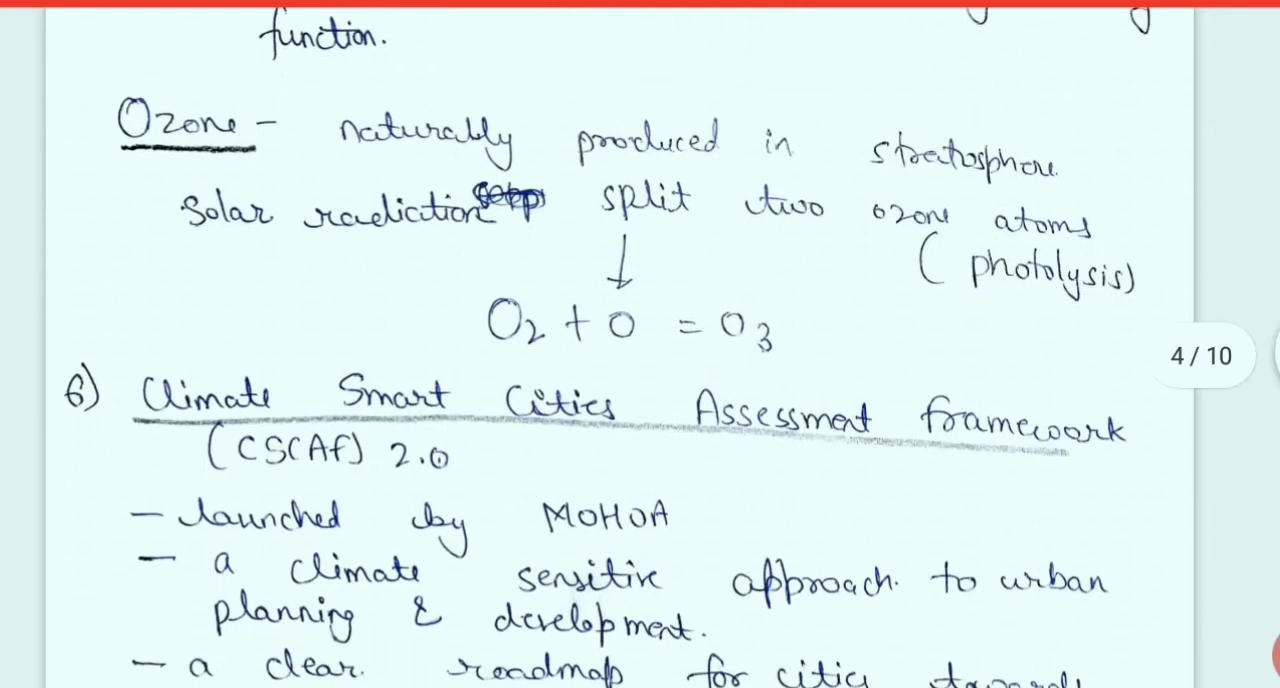 function.
Ozone - naturally produced in stratosphere.
Solar radiation split two ozone atoms
(photolysis)
↓
O2 + O = O3
4 / 10
6) Climate Smart Cities Assessment framework
(CSCAf) 2.0
- launched by MOHOA
- a climate sensitive approach to urban
planning & development.
- a clear roadmap for cities